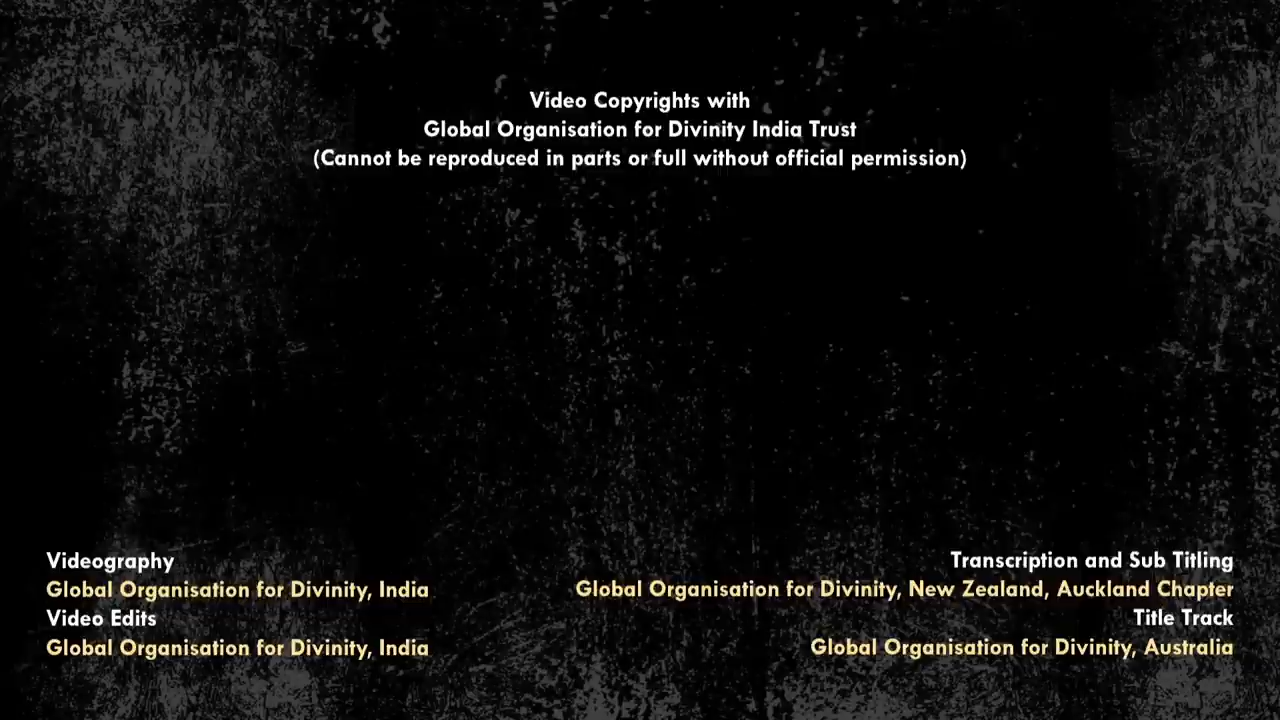 Video Copyrights with
Global Organisation for Divinity India Trust
(Cannot be reproduced in parts or full without official permission)
Videography
Global Organisation for Divinity, India
Video Edits
Global Organisation for Divinity, India
Transcription and Sub Titling
Global Organisation for Divinity, New Zealand, Auckland Chapter
Title Track
Global Organisation for Divinity, Australia